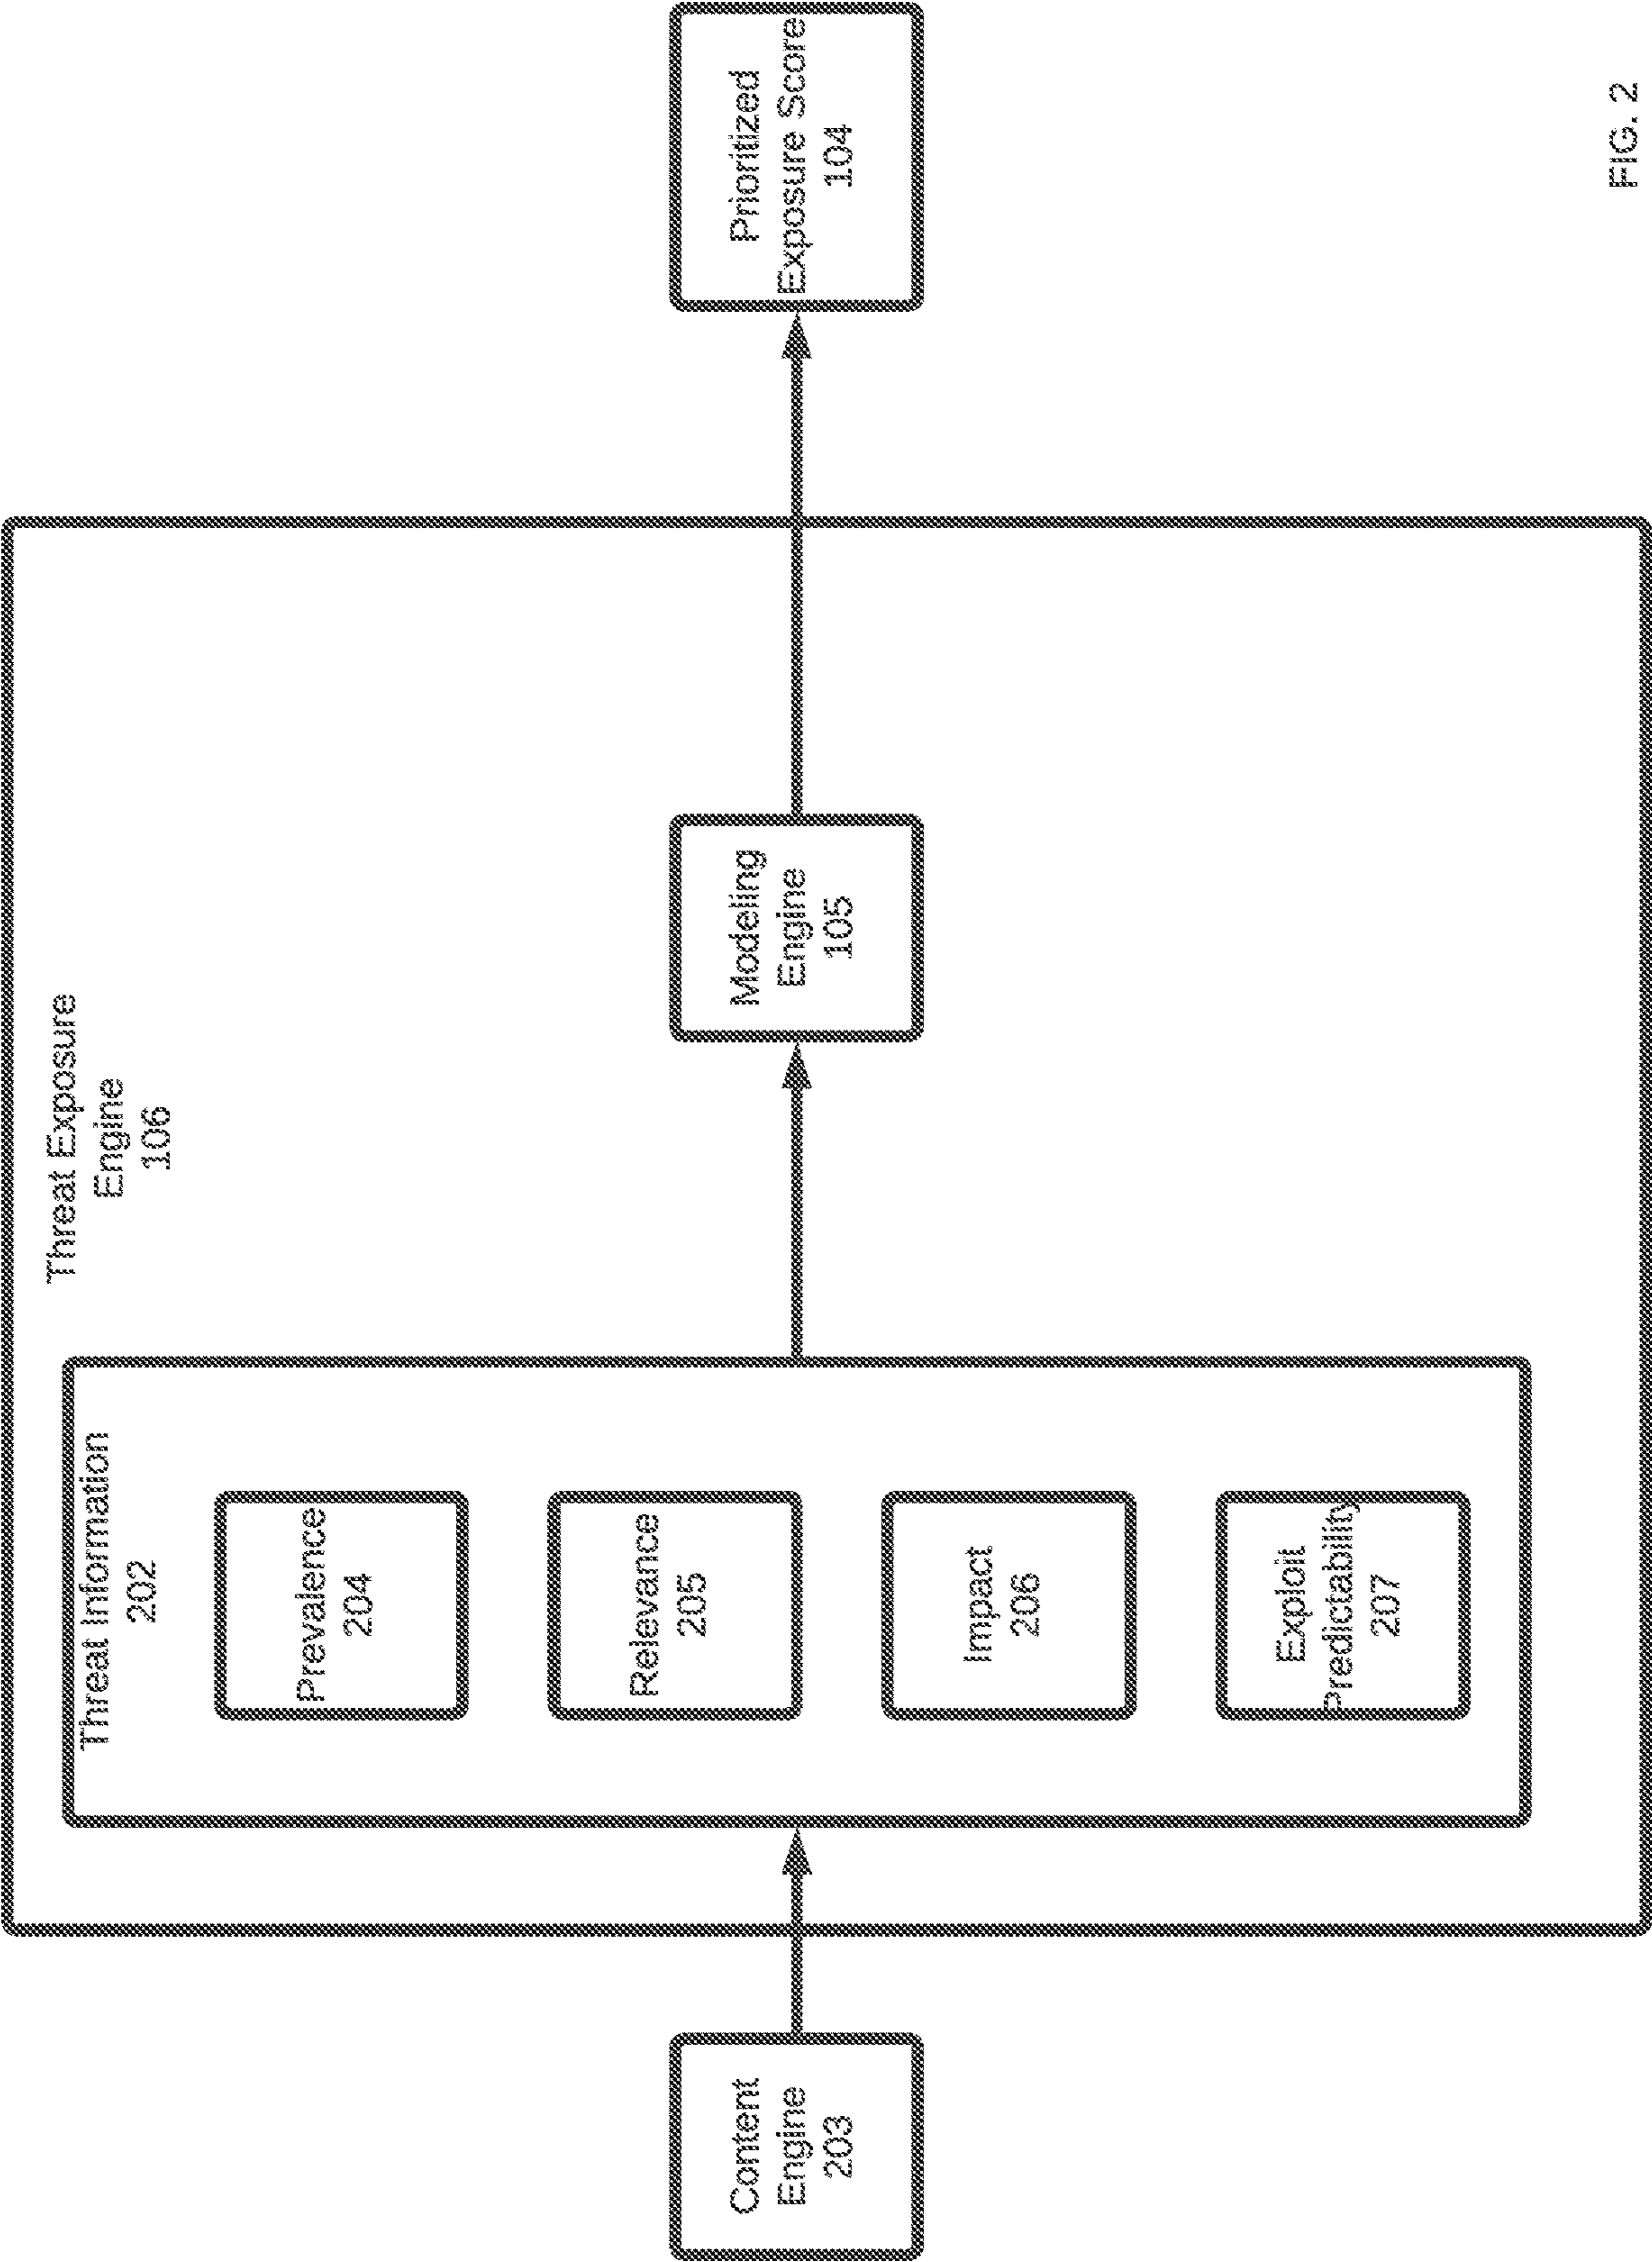 Threat Exposure
Engine
106
Threat Information
202
Prevalence
204
Relevance
205
Impact
206
Exploit
Predictability
207
Content
Engine
203
Modeling
Engine
105
Prioritized
Exposure Score
104
FIG. 2